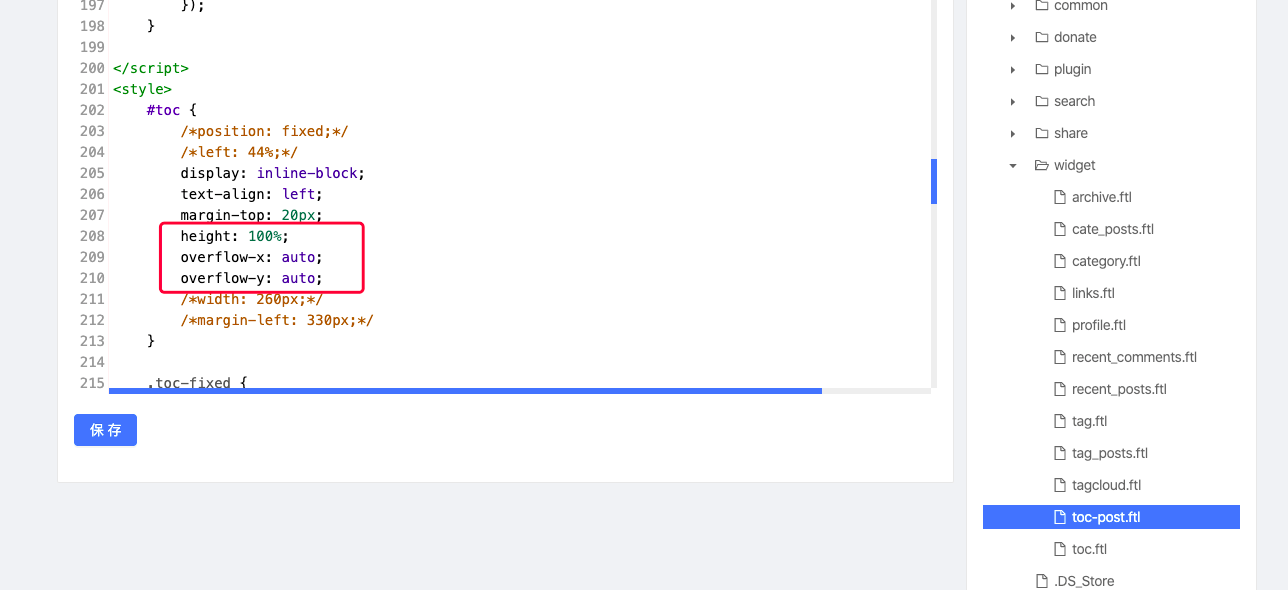 197         });
198     }
199
200 </script>
201 <style>
202     #toc {
203         /*position: fixed;*/
204         /*left: 44%;*/
205         display: inline-block;
206         text-align: left;
207         margin-top: 20px;
208         height: 100%;
209         overflow-x: auto;
210         overflow-y: auto;
211         /*width: 260px;*/
212         /*margin-left: 330px;*/
213     }
214
215     .toc-fixed {
保 存
common
donate
plugin
search
share
widget
archive.ftl
cate_posts.ftl
category.ftl
links.ftl
profile.ftl
recent_comments.ftl
recent_posts.ftl
tag.ftl
tag_posts.ftl
tagcloud.ftl
toc-post.ftl
toc.ftl
.DS_Store